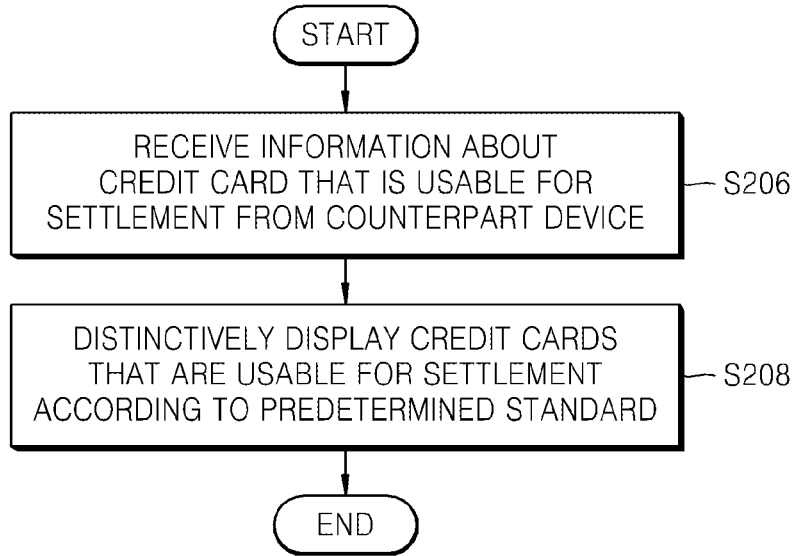 START
RECEIVE INFORMATION ABOUT
CREDIT CARD THAT IS USABLE FOR
SETTLEMENT FROM COUNTERPART DEVICE
S206
DISTINCTIVELY DISPLAY CREDIT CARDS
THAT ARE USABLE FOR SETTLEMENT
ACCORDING TO PREDETERMINED STANDARD
S208
END